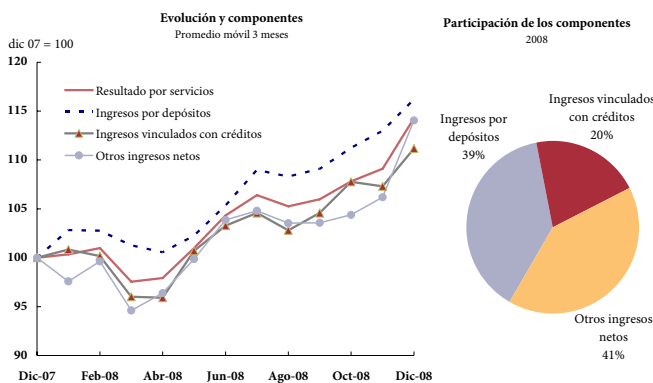 Evolución y componentes
Promedio móvil 3 meses
dic 07 = 100
120
115
110
105
100
95
90
Resultado por servicios
Ingresos por depósitos
Ingresos vinculados con créditos
Otros ingresos netos
Dic-07
Feb-08
Abr-08
Jun-08
Ago-08
Oct-08
Dic-08
Participación de los componentes
2008
Ingresos vinculados
con créditos
20%
Ingresos por
depósitos
39%
Otros ingresos
netos
41%